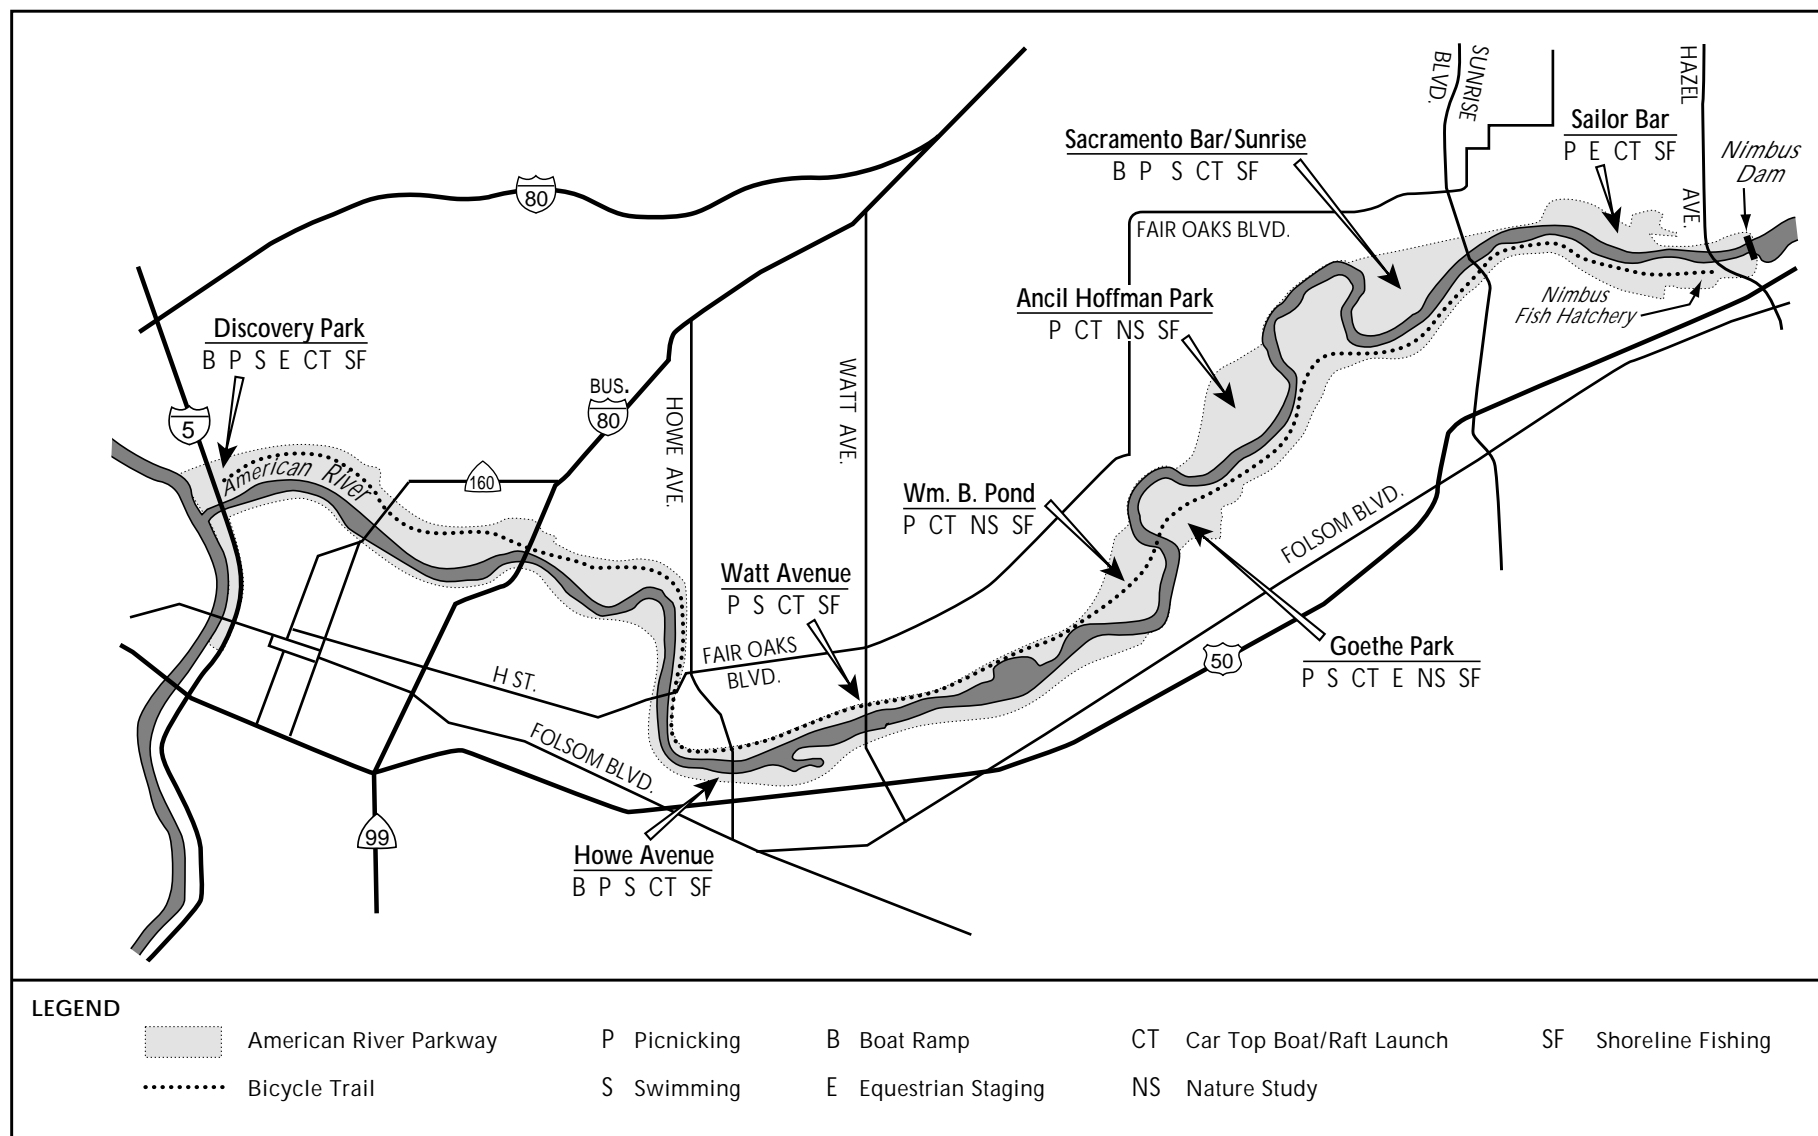 SUNRISE
BLVD.
HAZEL
AVE.
Sailor Bar
P E CT SF
Sacramento Bar/Sunrise
B P S CT SF
Nimbus
Dam
80
FAIR OAKS BLVD.
Ancil Hoffman Park
P CT NS SF
Nimbus
Fish Hatchery
Discovery Park
B P S E CT SF
BUS.
80
HOWE AVE.
WATT AVE.
5
American River
160
Wm. B. Pond
P CT NS SF
FOLSOM BLVD.
Watt Avenue
P S CT SF
FAIR OAKS
BLVD.
H ST.
50
Goethe Park
P S CT E NS SF
FOLSOM BLVD.
99
Howe Avenue
B P S CT SF
LEGEND
American River Parkway
P Picnicking
B Boat Ramp
CT Car Top Boat/Raft Launch
SF Shoreline Fishing
Bicycle Trail
S Swimming
E Equestrian Staging
NS Nature Study